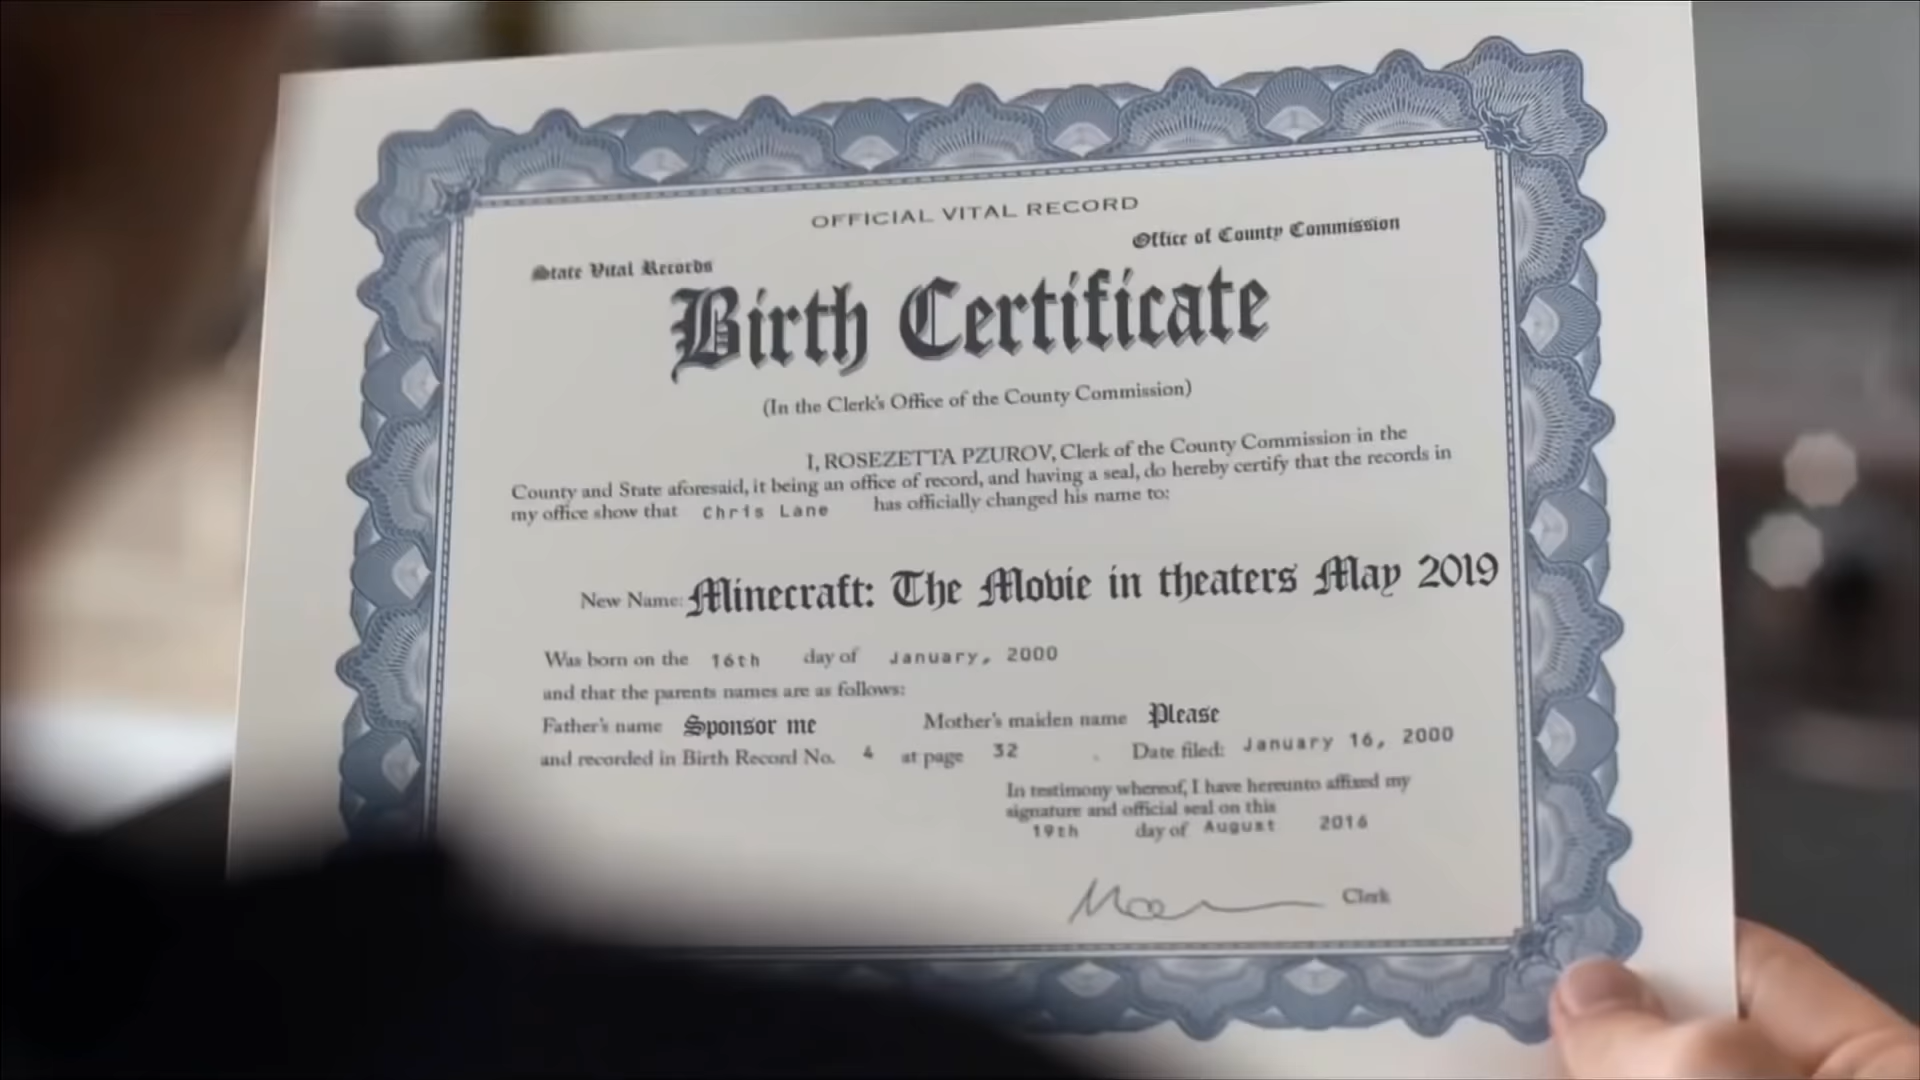 OFFICIAL VITAL RECORD
Office of County Commission
State Vital Records
Birth Certificate
(In the Clerk's Office of the County Commission)
I, ROSEZETTA PZUROV, Clerk of the County Commission in the
County and State aforesaid, it being an office of record, and having a seal, do hereby certify that the records in
my office show that Chris Lane has officially changed his name to:
New Name: Minecraft: The Movie in theaters May 2019
Was born on the 16th day of January, 2000
and that the parents names are as follows:
Father's name Sponsor me Mother's maiden name Please
and recorded in Birth Record No. 4 at page 32 . Date filed: January 16, 2000
In testimony whereof, I have hereunto affixed my
signature and official seal on this
19th day of August 2016
Clerk